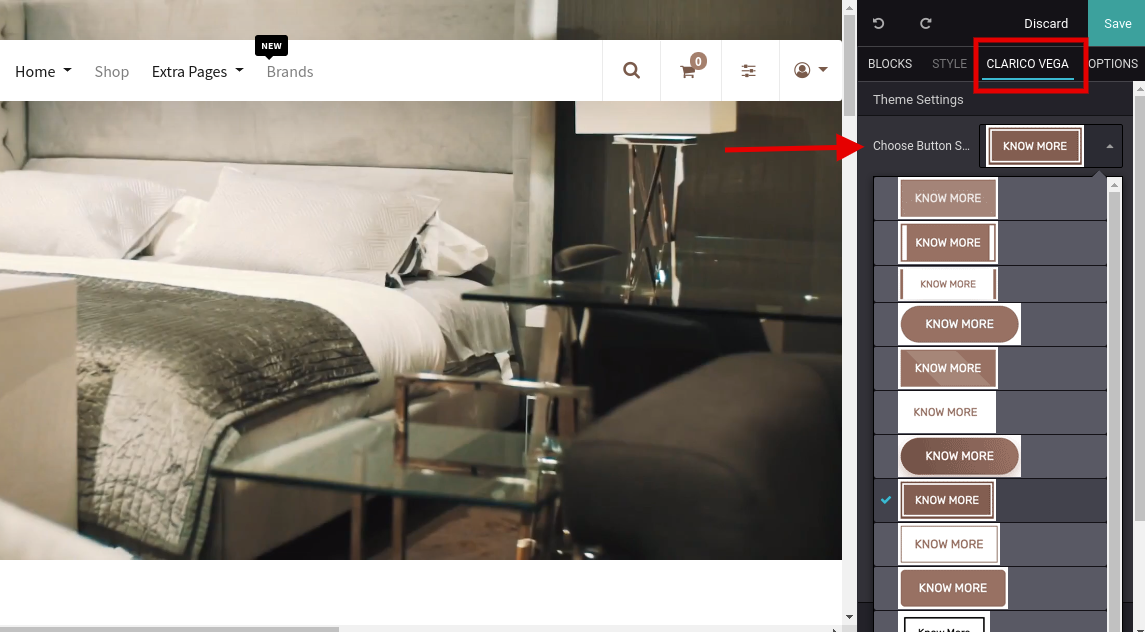 Discard
Save
NEW
Home
Shop
Extra Pages
Brands
0
BLOCKS
STYLE
CLARICO VEGA
OPTIONS
Theme Settings
Choose Button S...
KNOW MORE
KNOW MORE
KNOW MORE
KNOW MORE
KNOW MORE
KNOW MORE
KNOW MORE
KNOW MORE
KNOW MORE
KNOW MORE
KNOW MORE
Know More